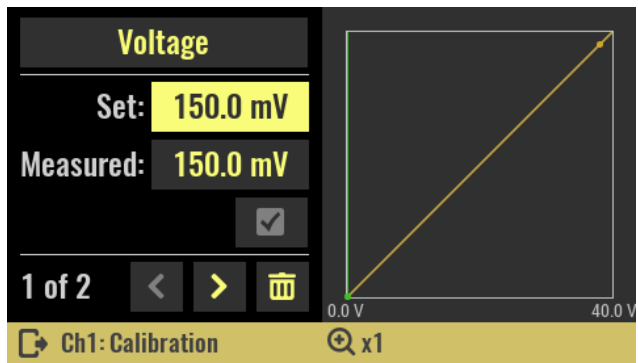 Voltage
Set: 150.0 mV
Measured: 150.0 mV
1 of 2
0.0 V 40.0 V
Ch1: Calibration x1